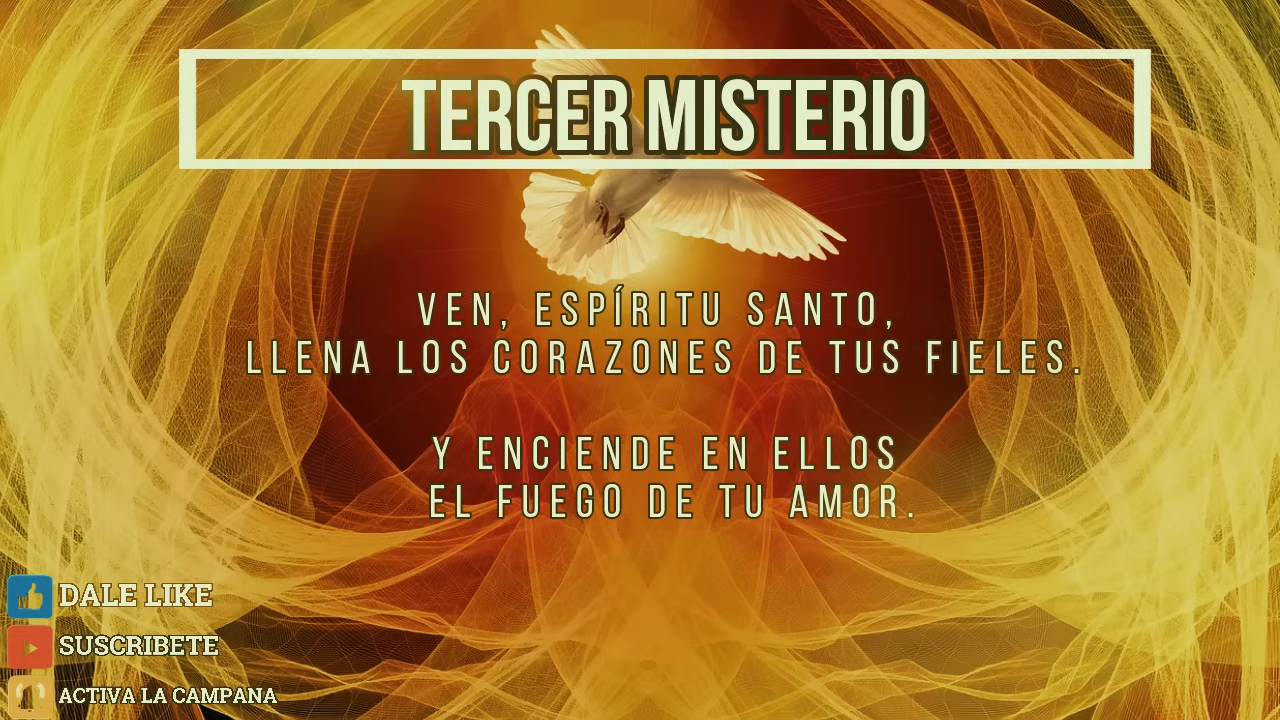 TERCER MISTERIO
VEN, ESPÍRITU SANTO,
LLENA LOS CORAZONES DE TUS FIELES.
Y ENCIENDE EN ELLOS
EL FUEGO DE TU AMOR.
DALE LIKE
SUSCRIBETE
ACTIVA LA CAMPANA